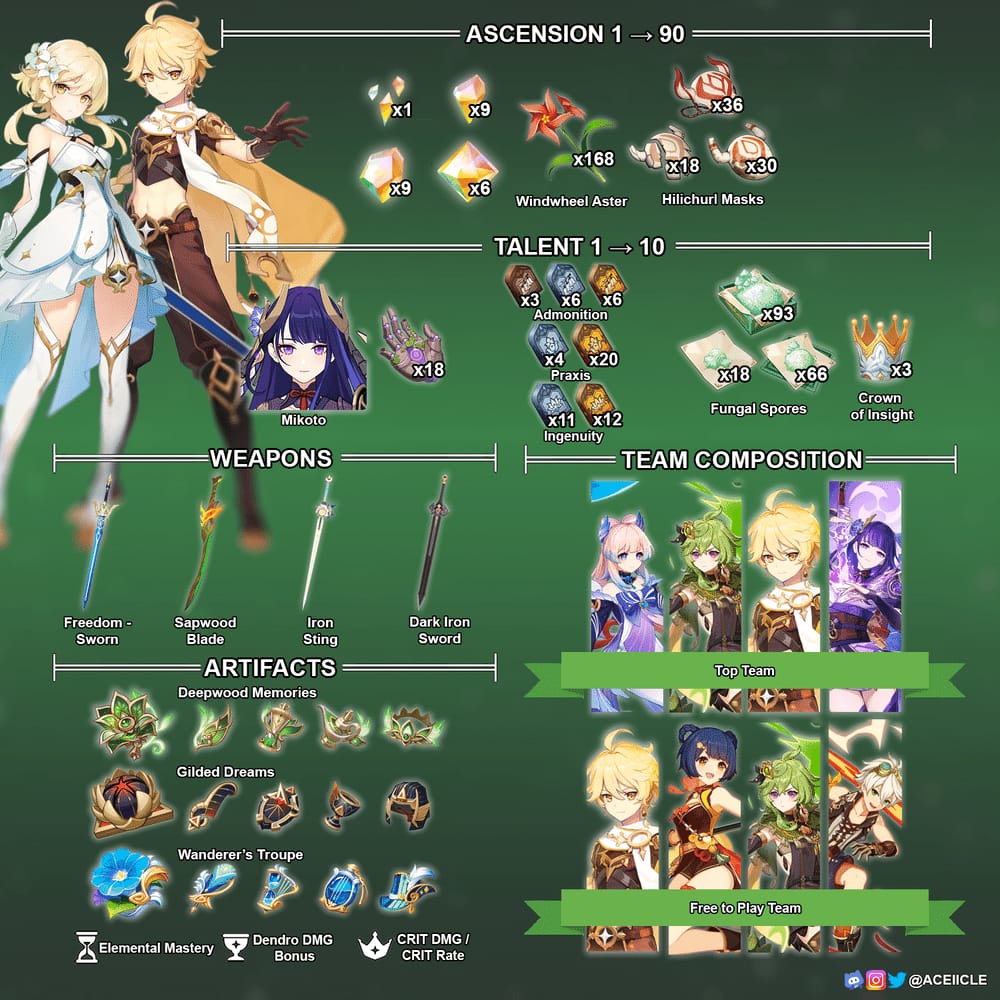 ASCENSION 1 → 90
x1
x9
x9
x6
x168
Windwheel Aster
x36
x18
x30
Hilichurl Masks
TALENT 1 → 10
x18
Mikoto
x3
x6
x6
Admonition
x4
x20
Praxis
x11
x12
Ingenuity
x93
x18
x66
Fungal Spores
x3
Crown
of Insight
WEAPONS
Freedom -
Sworn
Sapwood
Blade
Iron
Sting
Dark Iron
Sword
ARTIFACTS
Deepwood Memories
Gilded Dreams
Wanderer's Troupe
Elemental Mastery
Dendro DMG
Bonus
CRIT DMG /
CRIT Rate
TEAM COMPOSITION
Top Team
Free to Play Team
@ACEIICLE